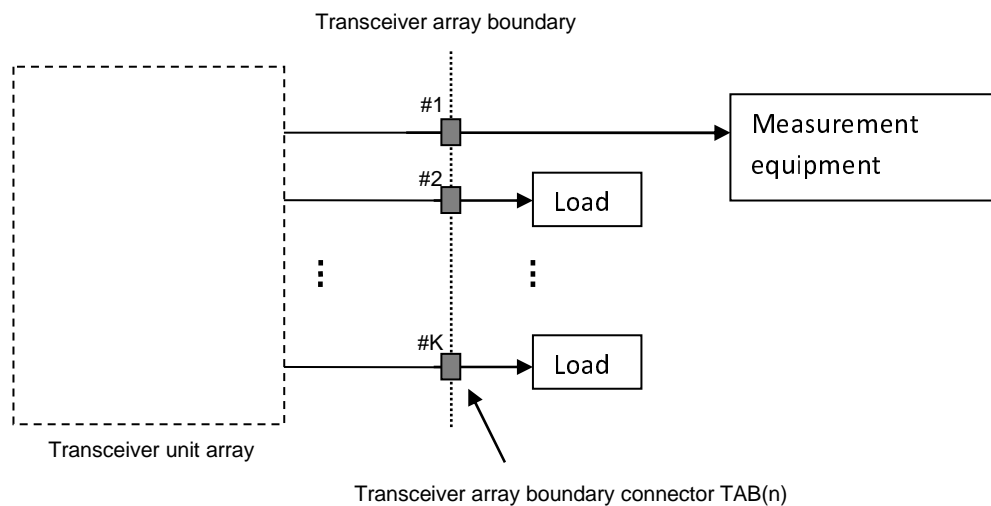 Transceiver array boundary
#1
Measurement
equipment
#2
Load
#K
Load
Transceiver unit array
Transceiver array boundary connector TAB(n)